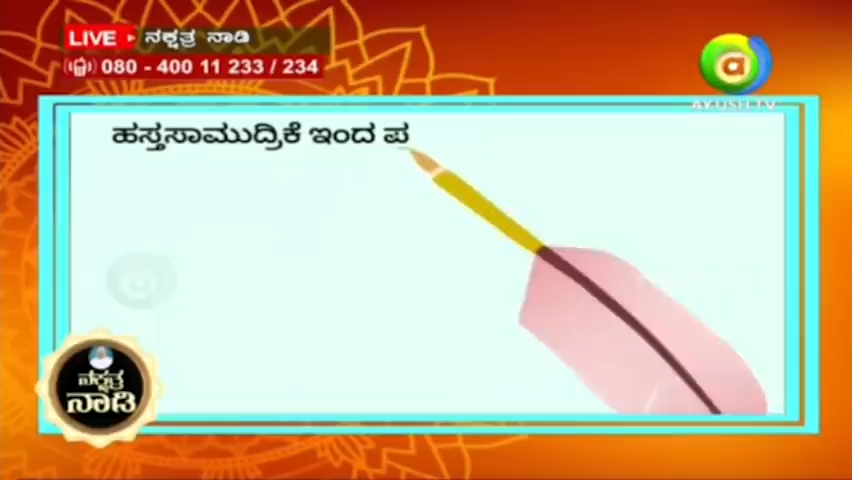 LIVE ನಕ್ಷತ್ರ ನಾಡಿ
080 - 400 11 233 / 234
a
AYUSH TV
ಹಸ್ತಸಾಮುದ್ರಿಕೆ ಇಂದ ಪ
ನಕ್ಷತ್ರ
ನಾಡಿ